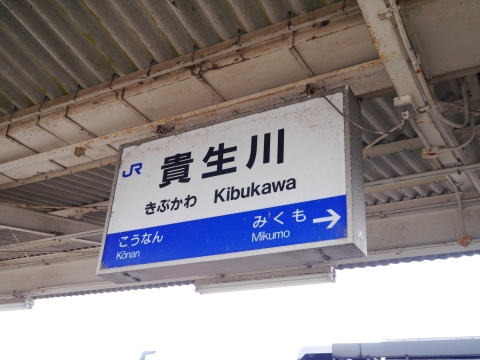 JR 貴生川
きぶかわ Kibukawa
こうなん みくも →
Kōnan Mikumo